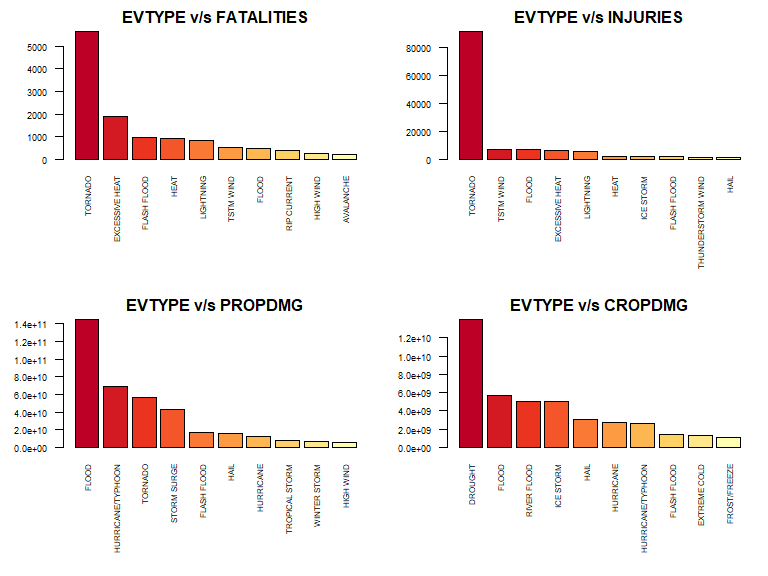 EVTYPE v/s FATALITIES
5000
4000
3000
2000
1000
0
TORNADO
EXCESSIVE HEAT
FLASH FLOOD
HEAT
LIGHTNING
TSTM WIND
FLOOD
RIP CURRENT
HIGH WIND
AVALANCHE
EVTYPE v/s INJURIES
80000
60000
40000
20000
0
TORNADO
TSTM WIND
FLOOD
EXCESSIVE HEAT
LIGHTNING
HEAT
ICE STORM
FLASH FLOOD
THUNDERSTORM WIND
HAIL
EVTYPE v/s PROPDMG
1.4e+11
1.2e+11
1.0e+11
8.0e+10
6.0e+10
4.0e+10
2.0e+10
0.0e+00
FLOOD
HURRICANE/TYPHOON
TORNADO
STORM SURGE
FLASH FLOOD
HAIL
HURRICANE
TROPICAL STORM
WINTER STORM
HIGH WIND
EVTYPE v/s CROPDMG
1.2e+10
1.0e+10
8.0e+09
6.0e+09
4.0e+09
2.0e+09
0.0e+00
DROUGHT
FLOOD
RIVER FLOOD
ICE STORM
HAIL
HURRICANE
HURRICANE/TYPHOON
FLASH FLOOD
EXTREME COLD
FROST/FREEZE